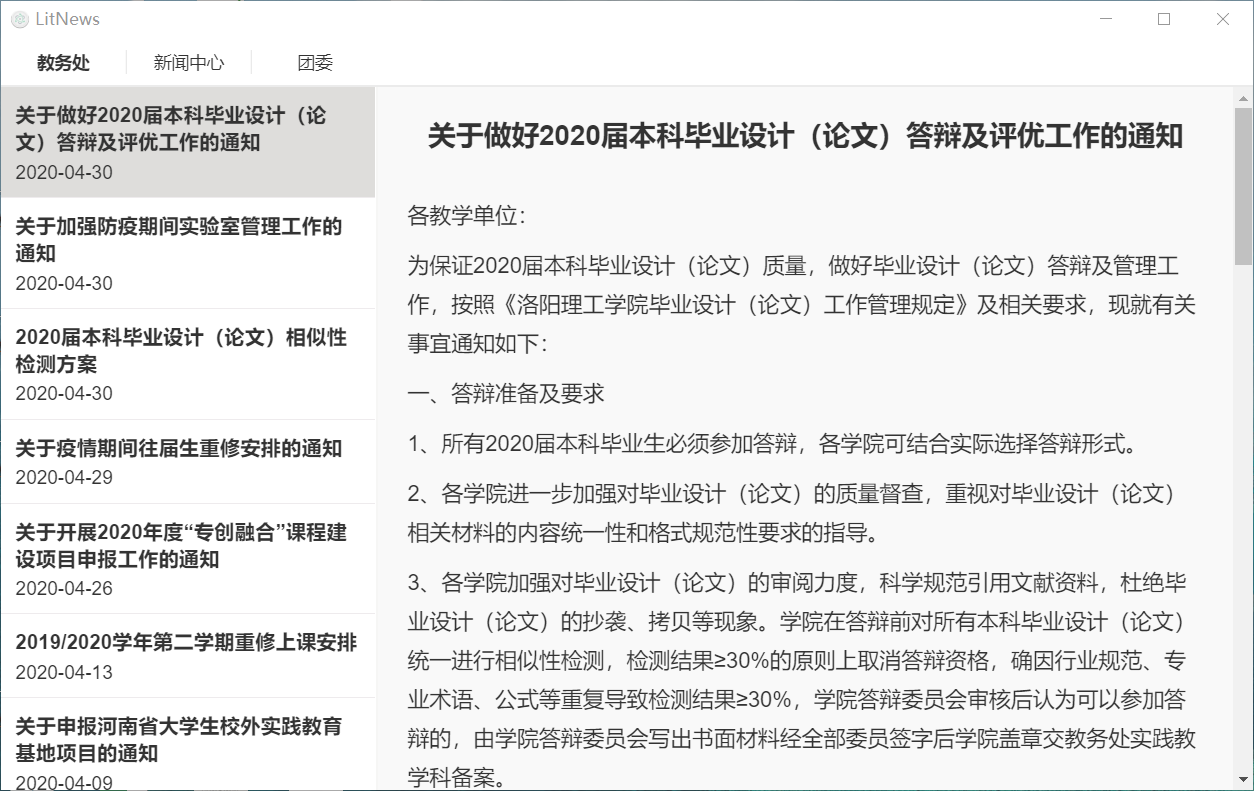 LitNews
教务处
新闻中心
团委
关于做好2020届本科毕业设计（论
文）答辩及评优工作的通知
2020-04-30
关于加强防疫期间实验室管理工作的
通知
2020-04-30
2020届本科毕业设计（论文）相似性
检测方案
2020-04-30
关于疫情期间往届生重修安排的通知
2020-04-29
关于开展2020年度“专创融合”课程建
设项目申报工作的通知
2020-04-26
2019/2020学年第二学期重修上课安排
2020-04-13
关于申报河南省大学生校外实践教育
基地项目的通知
2020-04-09
关于做好2020届本科毕业设计（论文）答辩及评优工作的通知
各教学单位：
为保证2020届本科毕业设计（论文）质量，做好毕业设计（论文）答辩及管理工
作，按照《洛阳理工学院毕业设计（论文）工作管理规定》及相关要求，现就有关
事宜通知如下：
一、答辩准备及要求
1、所有2020届本科毕业生必须参加答辩，各学院可结合实际选择答辩形式。
2、各学院进一步加强对毕业设计（论文）的质量督查，重视对毕业设计（论文）
相关材料的内容统一性和格式规范性要求的指导。
3、各学院加强对毕业设计（论文）的审阅力度，科学规范引用文献资料，杜绝毕
业设计（论文）的抄袭、拷贝等现象。学院在答辩前对所有本科毕业设计（论文）
统一进行相似性检测，检测结果≥30%的原则上取消答辩资格，确因行业规范、专
业术语、公式等重复导致检测结果≥30%，学院答辩委员会审核后认为可以参加答
辩的，由学院答辩委员会写出书面材料经全部委员签字后学院盖章交教务处实践教
学科备案。